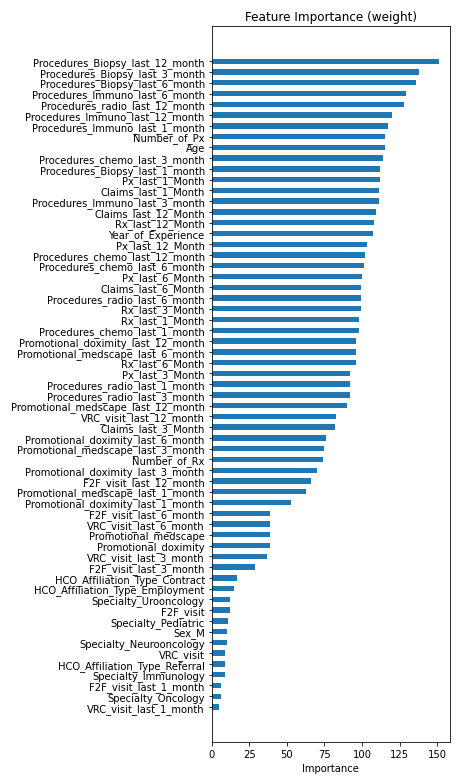 Feature Importance (weight)
Procedures_Biopsy_last_12_month
Procedures_Biopsy_last_3_month
Procedures_Biopsy_last_6_month
Procedures_Immuno_last_6_month
Procedures_radio_last_12_month
Procedures_Immuno_last_12_month
Procedures_Immuno_last_1_month
Number_of_Px
Age
Procedures_chemo_last_3_month
Procedures_Biopsy_last_1_month
Px_last_1_Month
Claims_last_1_Month
Procedures_Immuno_last_3_month
Claims_last_12_Month
Rx_last_12_Month
Year_of_Experience
Px_last_12_Month
Procedures_chemo_last_12_month
Procedures_chemo_last_6_month
Px_last_6_Month
Claims_last_6_Month
Procedures_radio_last_6_month
Rx_last_3_Month
Rx_last_1_Month
Procedures_chemo_last_1_month
Promotional_doximity_last_12_month
Promotional_medscape_last_6_month
Rx_last_6_Month
Px_last_3_Month
Procedures_radio_last_1_month
Procedures_radio_last_3_month
Promotional_medscape_last_12_month
VRC_visit_last_12_month
Claims_last_3_Month
Promotional_doximity_last_6_month
Promotional_medscape_last_3_month
Number_of_Rx
Promotional_doximity_last_3_month
F2F_visit_last_12_month
Promotional_medscape_last_1_month
Promotional_doximity_last_1_month
F2F_visit_last_6_month
VRC_visit_last_6_month
Promotional_medscape
Promotional_doximity
VRC_visit_last_3_month
F2F_visit_last_3_month
HCO_Affiliation_Type_Contract
HCO_Affiliation_Type_Employment
Specialty_Urooncology
F2F_visit
Specialty_Pediatric
Sex_M
Specialty_Neurooncology
VRC_visit
HCO_Affiliation_Type_Referral
Specialty_Immunology
F2F_visit_last_1_month
Specialty_Oncology
VRC_visit_last_1_month
0 25 50 75 100 125 150
Importance